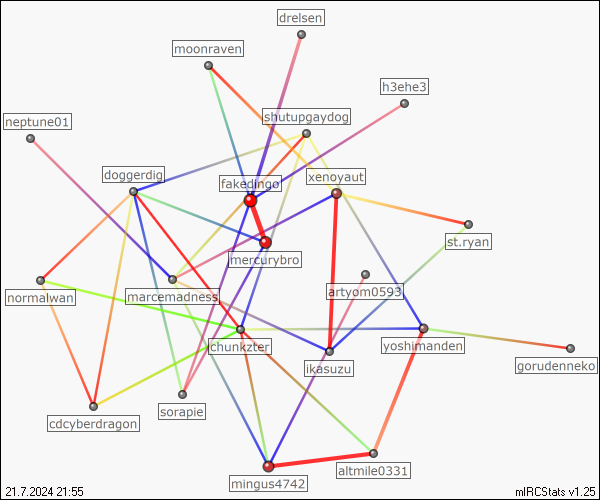 drelsen
moonraven
h3ehe3
shutupgaydog
neptune01
doggerdig
fakedingo
xenoyaut
st.ryan
mercurybro
artyom0593
normalwan
marcemadness
chunkzter
yoshimanden
ikasuzu
gorudenneko
sorapie
cdcyberdragon
altmile0331
mingus4742
21.7.2024 21:55
mIRCStats v1.25